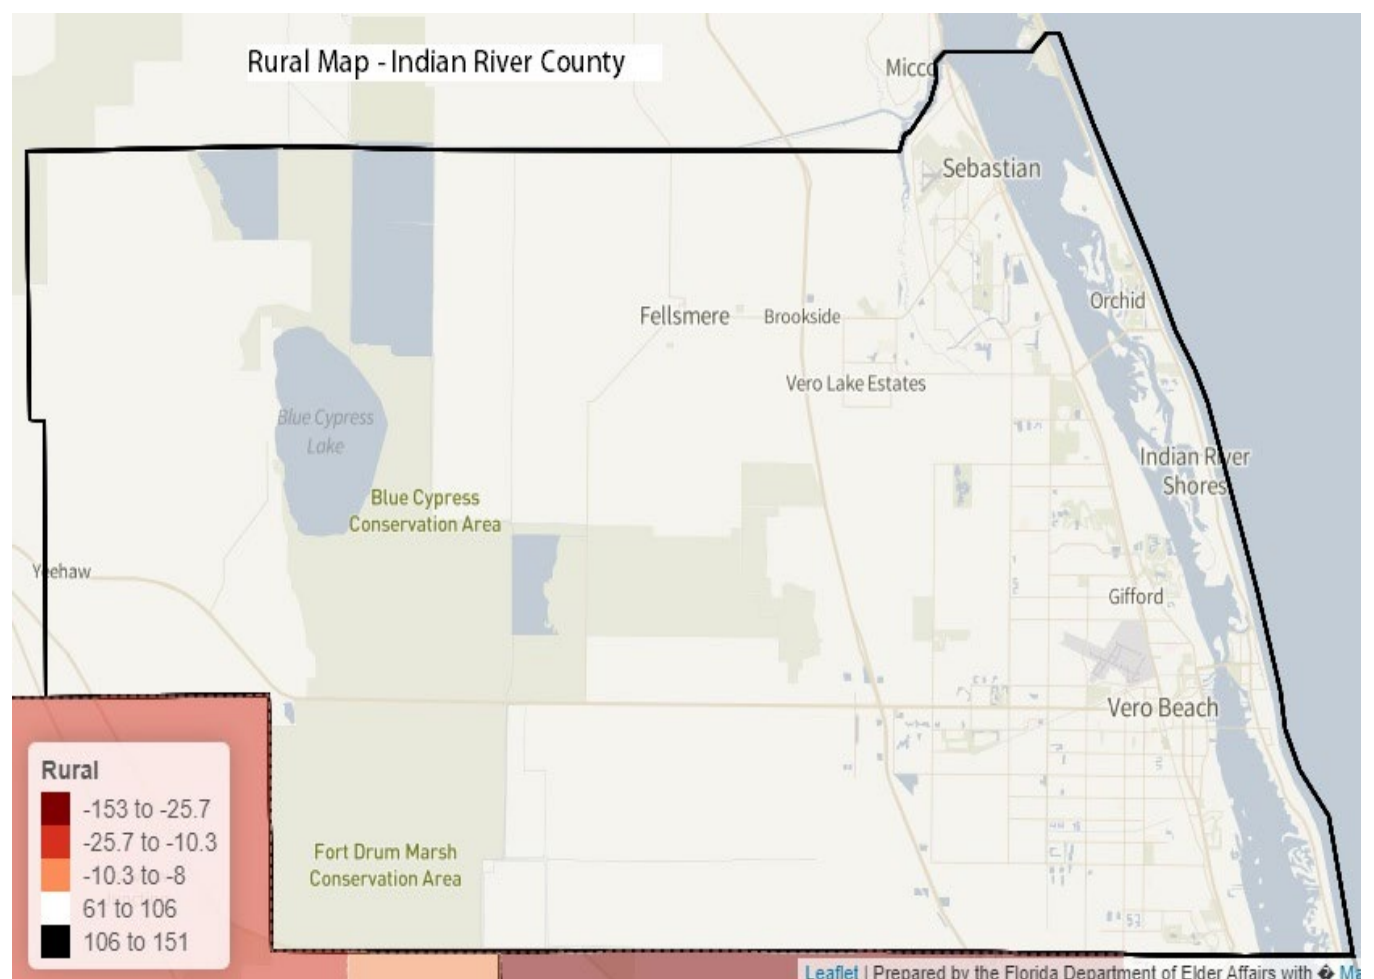 Rural Map - Indian River County
Micco
Sebastian
Orchid
Fellsmere
Brookside
Vero Lake Estates
Blue Cypress
Lake
Indian River
Shores
Blue Cypress
Conservation Area
Yeehaw
Gifford
Vero Beach
Rural
-153 to -25.7
-25.7 to -10.3
-10.3 to -8
61 to 106
106 to 151
Fort Drum Marsh
Conservation Area
Leaflet | Prepared by the Florida Department of Elder Affairs with � Ma